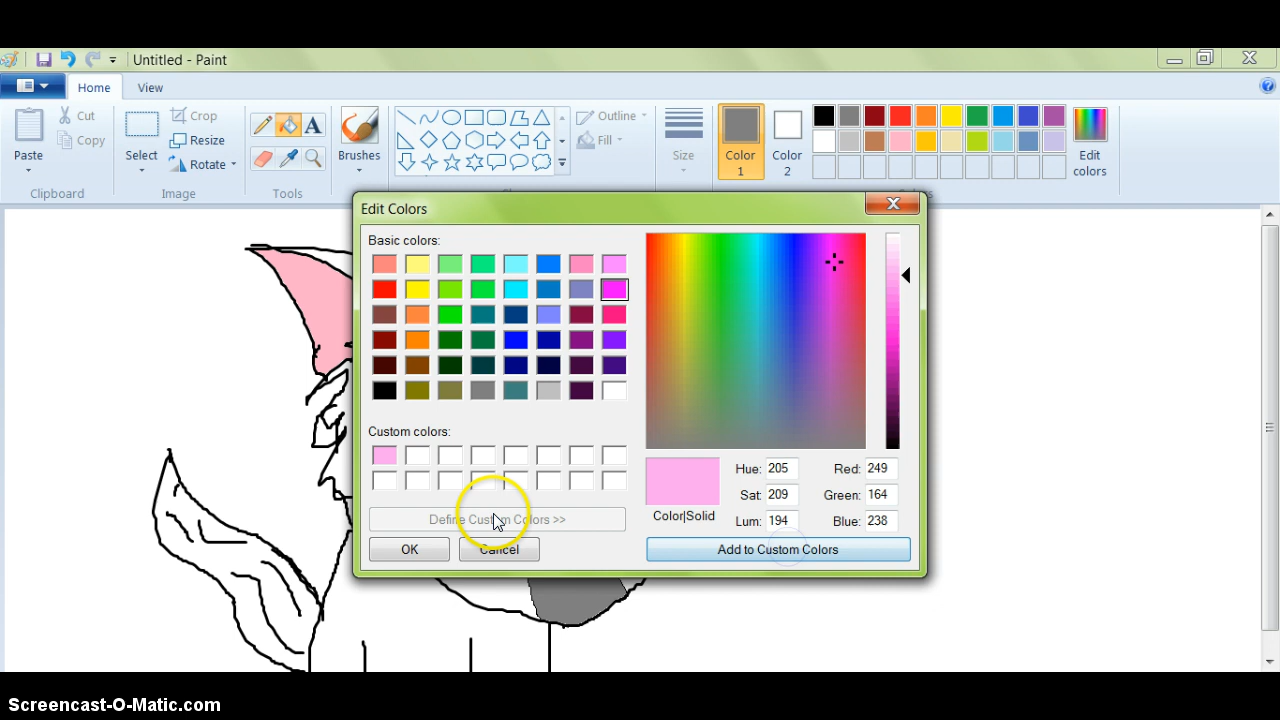 Untitled - Paint
Home View
Paste
Cut
Copy
Clipboard
Select
Crop
Resize
Rotate
Image
A
Tools
Brushes
Outline
Fill
Size
Color
1
Color
2
Edit
colors
Edit Colors
Basic colors:
Custom colors:
Define Custom Colors >>
OK
Cancel
Hue: 205
Sat: 209
Lum: 194
Red: 249
Green: 164
Blue: 238
Color|Solid
Add to Custom Colors
Screencast-O-Matic.com